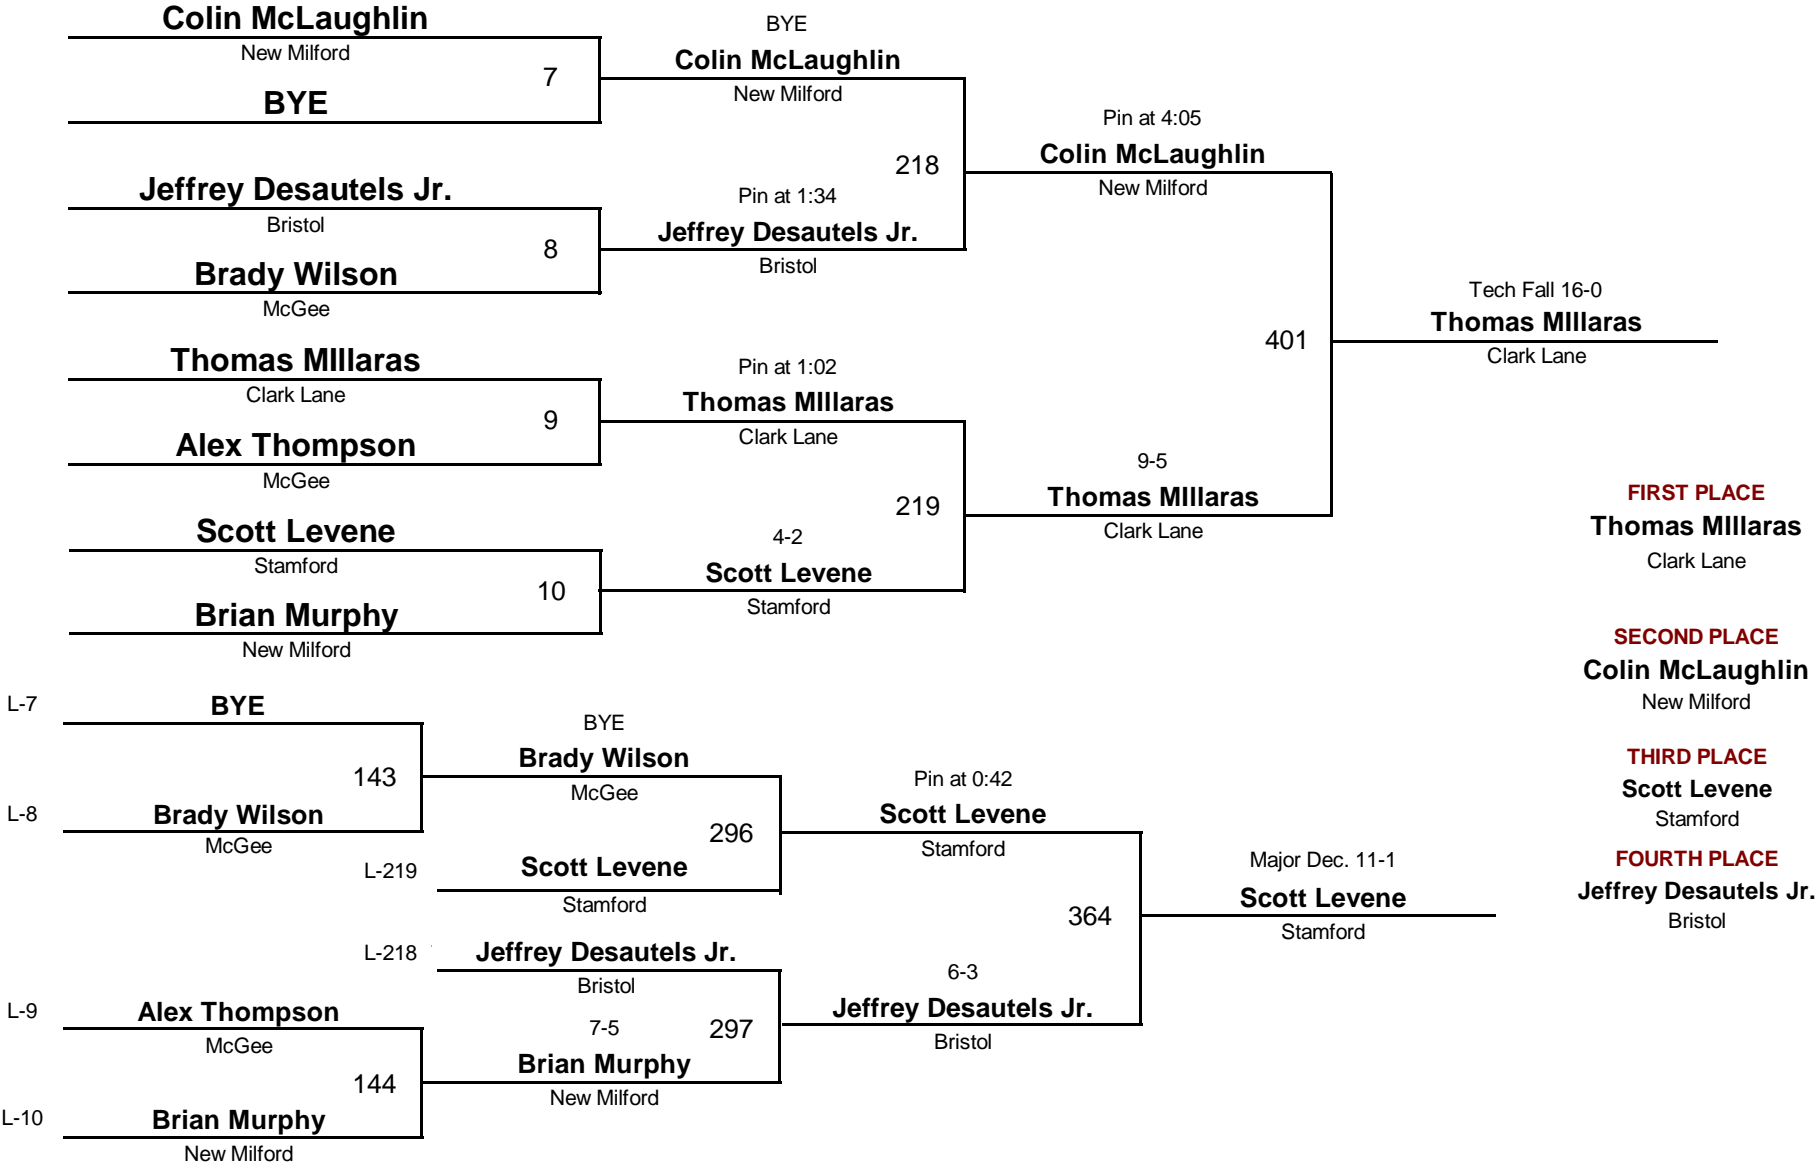 Colin McLaughlin
New Milford
7
BYE
BYE
Colin McLaughlin
New Milford
Jeffrey Desautels Jr.
Bristol
8
Brady Wilson
McGee
Pin at 1:34
Jeffrey Desautels Jr.
Bristol
218
Pin at 4:05
Colin McLaughlin
New Milford
Thomas MIllaras
Clark Lane
9
Alex Thompson
McGee
Pin at 1:02
Thomas MIllaras
Clark Lane
Scott Levene
Stamford
10
Brian Murphy
New Milford
4-2
Scott Levene
Stamford
219
9-5
Thomas MIllaras
Clark Lane
401
Tech Fall 16-0
Thomas MIllaras
Clark Lane
FIRST PLACE
Thomas MIllaras
Clark Lane
SECOND PLACE
Colin McLaughlin
New Milford
THIRD PLACE
Scott Levene
Stamford
FOURTH PLACE
Jeffrey Desautels Jr.
Bristol
L-7
BYE
143
L-8
Brady Wilson
McGee
BYE
Brady Wilson
McGee
296
L-219
Scott Levene
Stamford
Pin at 0:42
Scott Levene
Stamford
L-218
Jeffrey Desautels Jr.
Bristol
L-9
Alex Thompson
McGee
144
L-10
Brian Murphy
New Milford
7-5
297
Brian Murphy
New Milford
6-3
Jeffrey Desautels Jr.
Bristol
364
Major Dec. 11-1
Scott Levene
Stamford